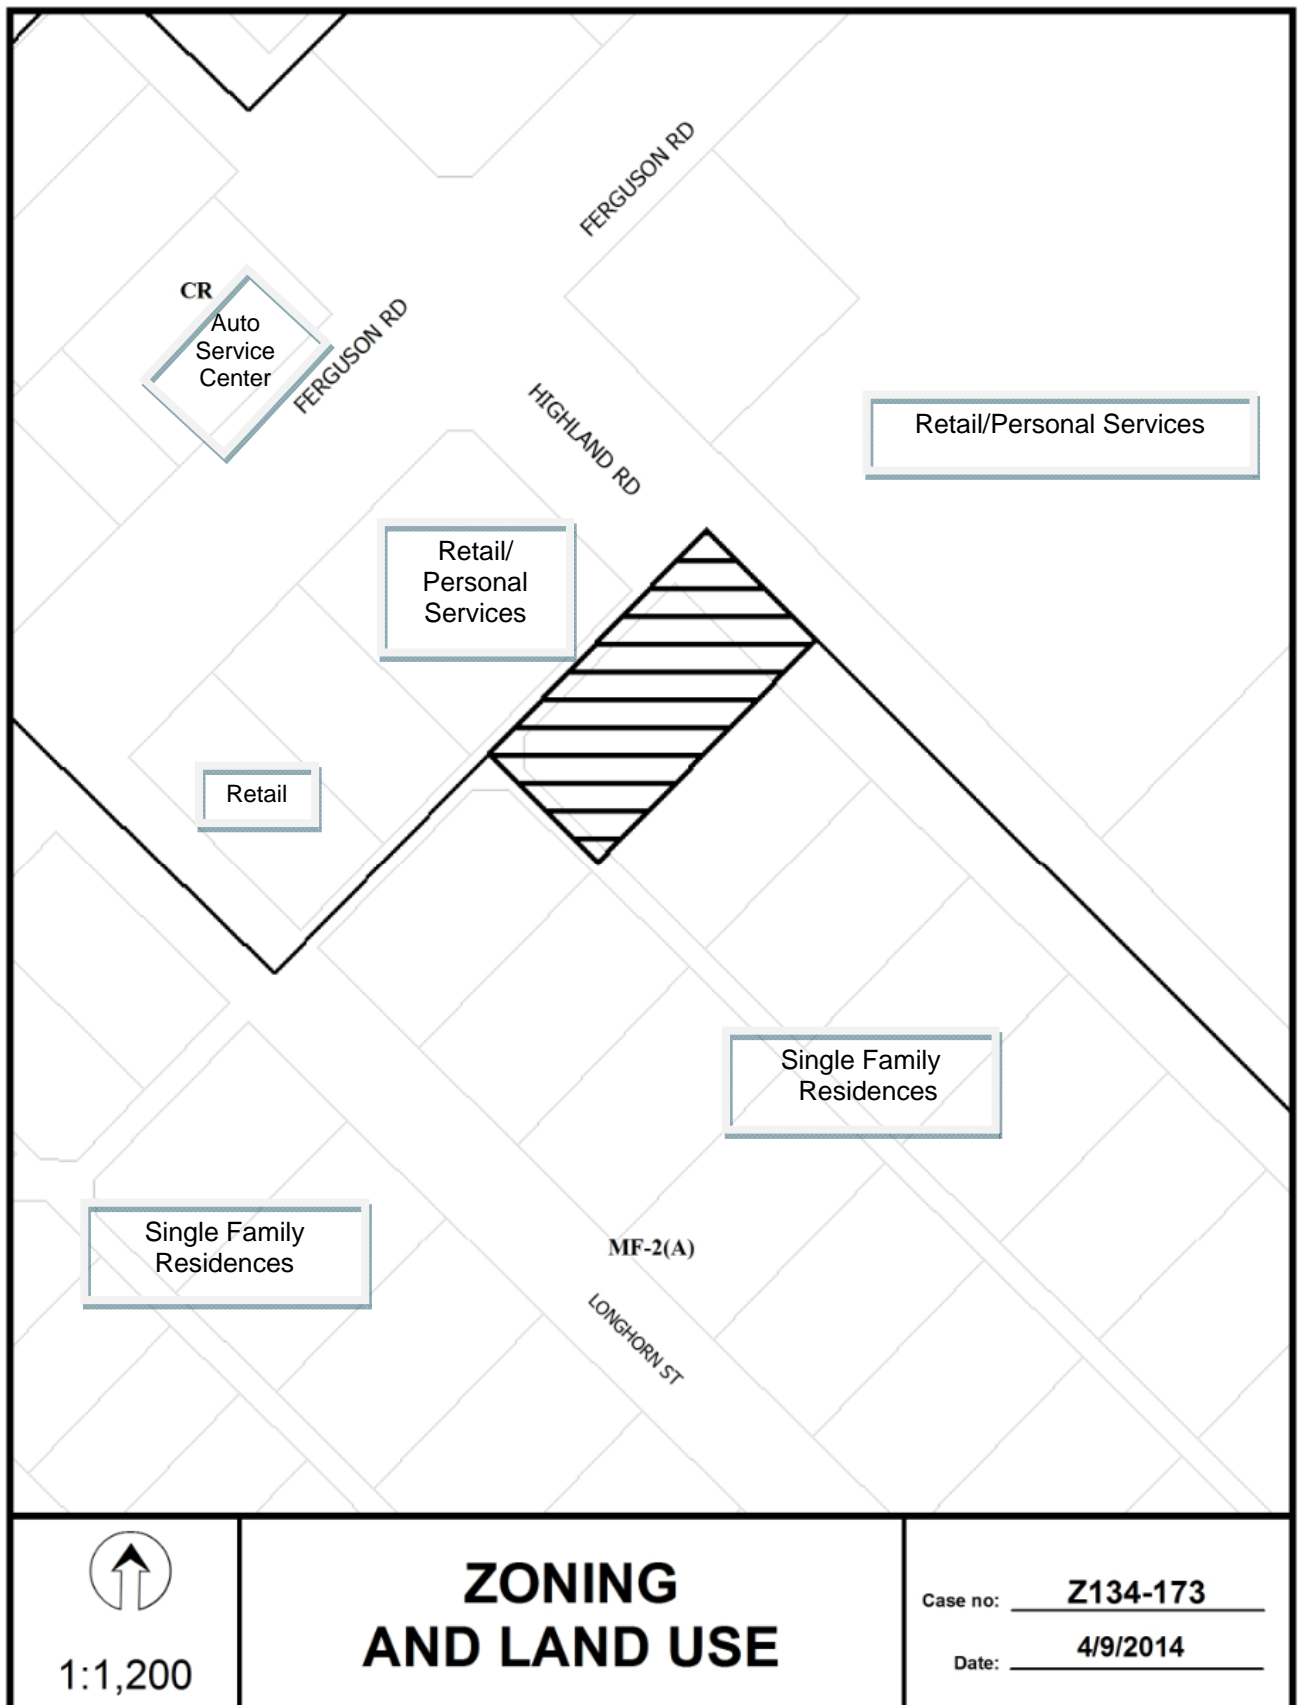 FERGUSON RD
CR
Auto
Service
Center
FERGUSON RD
HIGHLAND RD
Retail/Personal Services
Retail/
Personal
Services
Retail
Single Family
Residences
Single Family
Residences
MF-2(A)
LONGHORN ST
1:1,200
ZONING
AND LAND USE
Case no: Z134-173
Date: 4/9/2014